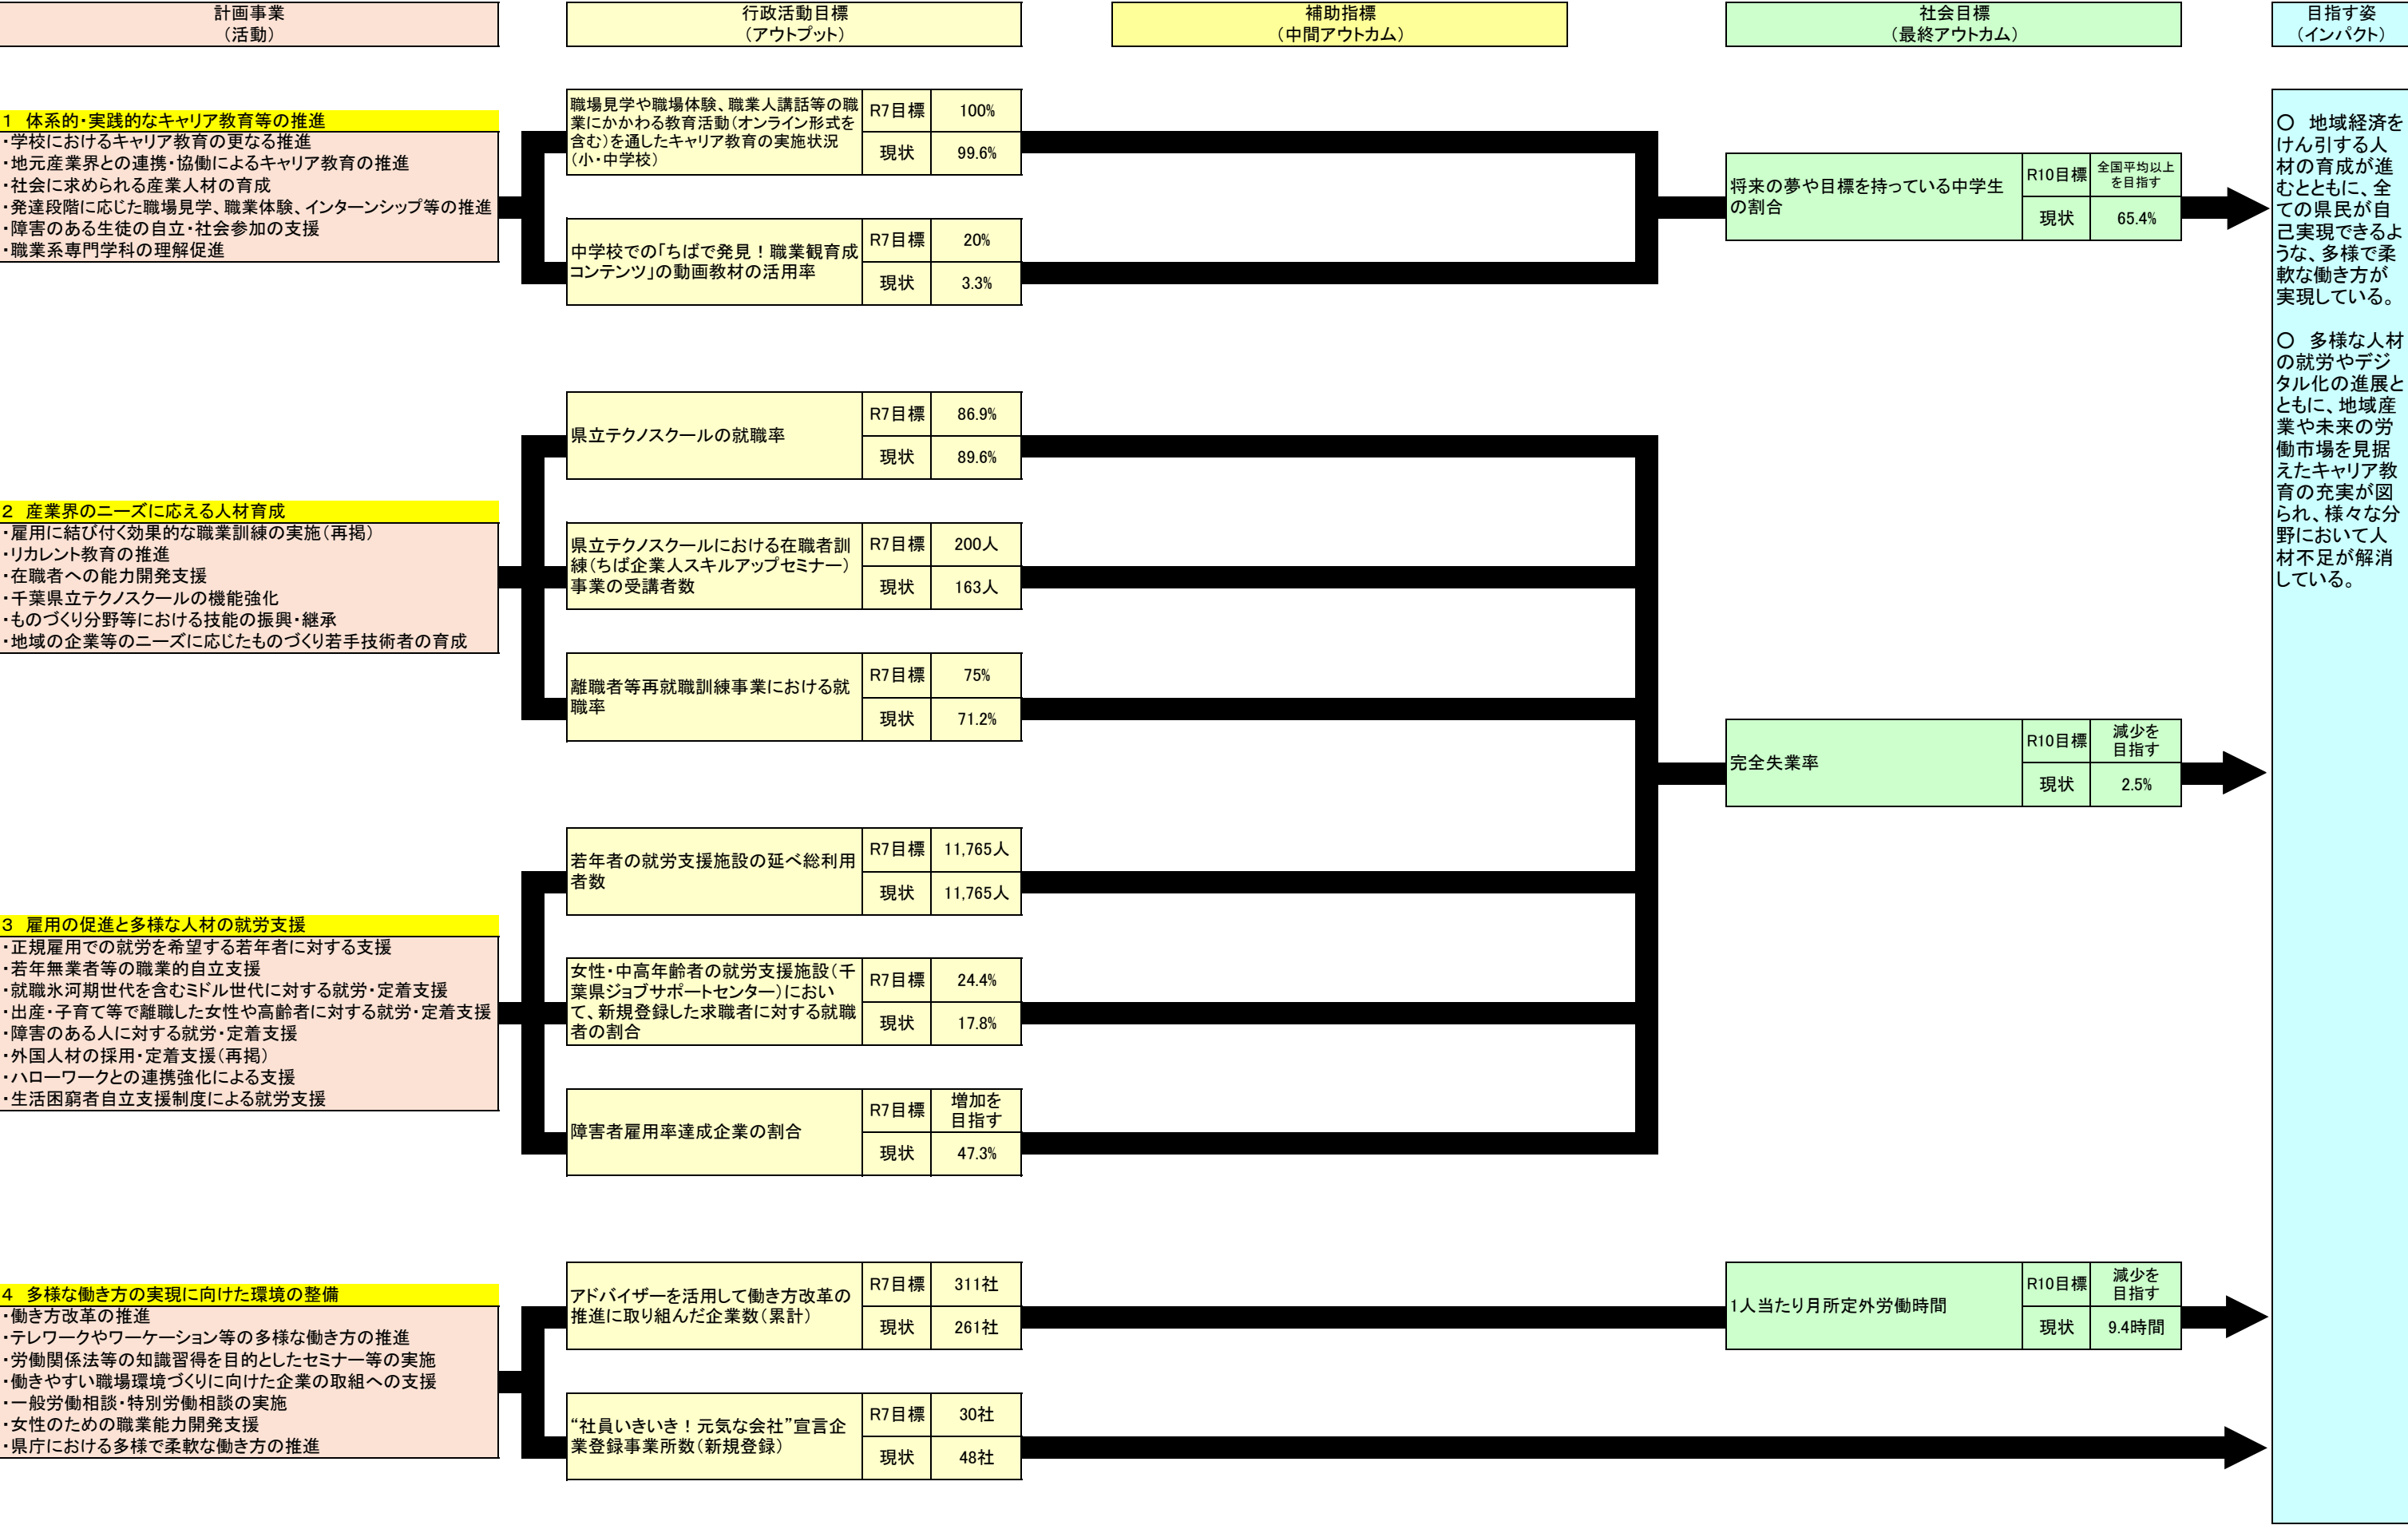 計画事業
（活動）
行政活動目標
（アウトプット）
補助指標
（中間アウトカム）
社会目標
（最終アウトカム）
目指す姿
（インパクト）
１　体系的・実践的なキャリア教育等の推進
・学校におけるキャリア教育の更なる推進
・地元産業界との連携・協働によるキャリア教育の推進
・社会に求められる産業人材の育成
・発達段階に応じた職場見学、職業体験、インターンシップ等の推進
・障害のある生徒の自立・社会参加の支援
・職業系専門学科の理解促進
職場見学や職場体験、職業人講話等の職
業にかかわる教育活動（オンライン形式を
含む）を通したキャリア教育の実施状況
（小・中学校）
R7目標
100%
現状
99.6%
中学校での「ちばで発見！職業観育成
コンテンツ」の動画教材の活用率
R7目標
20%
現状
3.3%
将来の夢や目標を持っている中学生
の割合
R10目標
全国平均以上
を目指す
現状
65.4%
２　産業界のニーズに応える人材育成
・雇用に結び付く効果的な職業訓練の実施（再掲）
・リカレント教育の推進
・在職者への能力開発支援
・千葉県立テクノスクールの機能強化
・ものづくり分野等における技能の振興・継承
・地域の企業等のニーズに応じたものづくり若手技術者の育成
県立テクノスクールの就職率
R7目標
86.9%
現状
89.6%
県立テクノスクールにおける在職者訓
練（ちば企業人スキルアップセミナー）
事業の受講者数
R7目標
200人
現状
163人
離職者等再就職訓練事業における就
職率
R7目標
75%
現状
71.2%
完全失業率
R10目標
減少を
目指す
現状
2.5%
３　雇用の促進と多様な人材の就労支援
・正規雇用での就労を希望する若年者に対する支援
・若年無業者等の職業的自立支援
・就職氷河期世代を含むミドル世代に対する就労・定着支援
・出産・子育て等で離職した女性や高齢者に対する就労・定着支援
・障害のある人に対する就労・定着支援
・外国人材の採用・定着支援（再掲）
・ハローワークとの連携強化による支援
・生活困窮者自立支援制度による就労支援
若年者の就労支援施設の延べ総利用
者数
R7目標
11,765人
現状
11,765人
女性・中高年齢者の就労支援施設（千
葉県ジョブサポートセンター）におい
て、新規登録した求職者に対する就職
者の割合
R7目標
24.4%
現状
17.8%
障害者雇用率達成企業の割合
R7目標
増加を
目指す
現状
47.3%
４　多様な働き方の実現に向けた環境の整備
・働き方改革の推進
・テレワークやワーケーション等の多様な働き方の推進
・労働関係法等の知識習得を目的としたセミナー等の実施
・働きやすい職場環境づくりに向けた企業の取組への支援
・一般労働相談・特別労働相談の実施
・女性のための職業能力開発支援
・県庁における多様で柔軟な働き方の推進
アドバイザーを活用して働き方改革の
推進に取り組んだ企業数（累計）
R7目標
311社
現状
261社
“社員いきいき！元気な会社”宣言企
業登録事業所数（新規登録）
R7目標
30社
現状
48社
1人当たり月所定外労働時間
R10目標
減少を
目指す
現状
9.4時間
○　地域経済を
けん引する人
材の育成が進
むとともに、全
ての県民が自
己実現できるよ
うな、多様で柔
軟な働き方が
実現している。
○　多様な人材
の就労やデジ
タル化の進展と
ともに、地域産
業や未来の労
働市場を見据
えたキャリア教
育の充実が図
られ、様々な分
野において人
材不足が解消
している。